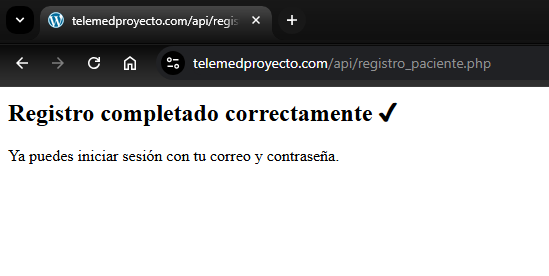 telemedproyecto.com/api/regis
telemedproyecto.com/api/registro_paciente.php
Registro completado correctamente ✔
Ya puedes iniciar sesión con tu correo y contraseña.